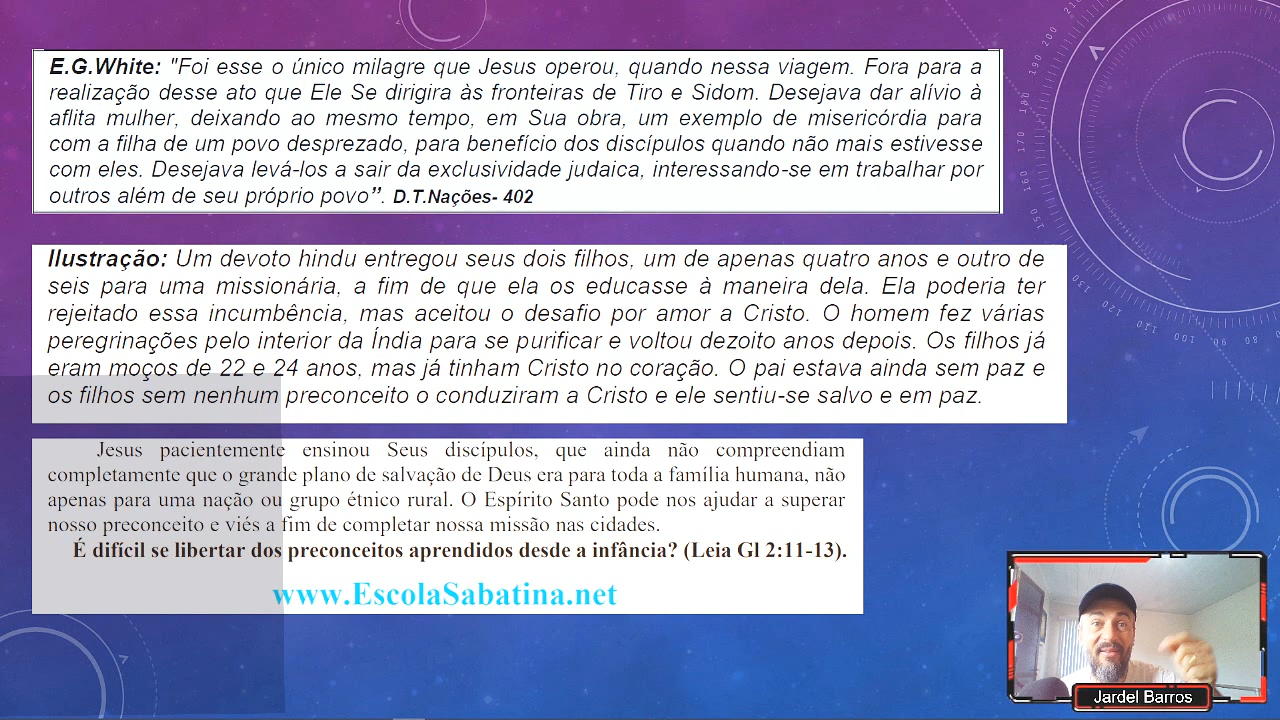 E.G.White: "Foi esse o único milagre que Jesus operou, quando nessa viagem. Fora para a
realização desse ato que Ele Se dirigira às fronteiras de Tiro e Sidom. Desejava dar alívio à
aflita mulher, deixando ao mesmo tempo, em Sua obra, um exemplo de misericórdia para
com a filha de um povo desprezado, para benefício dos discípulos quando não mais estivesse
com eles. Desejava levá-los a sair da exclusividade judaica, interessando-se em trabalhar por
outros além de seu próprio povo”. D.T.Nações- 402
Ilustração: Um devoto hindu entregou seus dois filhos, um de apenas quatro anos e outro de
seis para uma missionária, a fim de que ela os educasse à maneira dela. Ela poderia ter
rejeitado essa incumbência, mas aceitou o desafio por amor a Cristo. O homem fez várias
peregrinações pelo interior da Índia para se purificar e voltou dezoito anos depois. Os filhos já
eram moços de 22 e 24 anos, mas já tinham Cristo no coração. O pai estava ainda sem paz e
os filhos sem nenhum preconceito o conduziram a Cristo e ele sentiu-se salvo e em paz.
Jesus pacientemente ensinou Seus discípulos, que ainda não compreendiam
completamente que o grande plano de salvação de Deus era para toda a família humana, não
apenas para uma nação ou grupo étnico rural. O Espírito Santo pode nos ajudar a superar
nosso preconceito e viés a fim de completar nossa missão nas cidades.
É difícil se libertar dos preconceitos aprendidos desde a infância? (Leia Gl 2:11-13).
www.EscolaSabatina.net
Jardel Barros